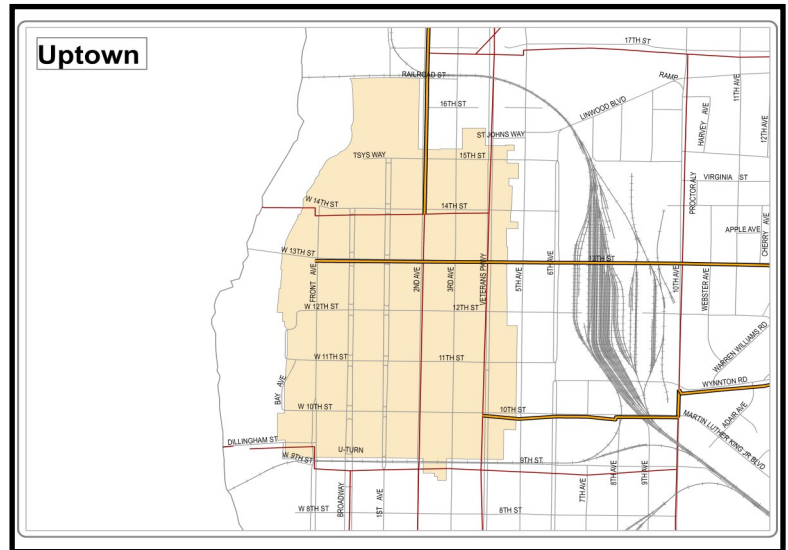 Uptown
17TH ST
RAILROAD ST
RAMP
11TH AVE
16TH ST
LINWOOD BLVD
HARVEY AVE
12TH AVE
ST JOHNS WAY
TSYS WAY
15TH ST
VIRGINIA ST
PROCTOR ALY
W 14TH ST
14TH ST
APPLE AVE
CHERRY AVE
W 13TH ST
13TH ST
FRONT AVE
2ND AVE
3RD AVE
VETERANS PKWY
5TH AVE
6TH AVE
10TH AVE
WEBSTER AVE
W 12TH ST
12TH ST
WARREN WILLIAMS RD
W 11TH ST
11TH ST
BAY AVE
WYNNTON RD
W 10TH ST
10TH ST
ADAIR AVE
MARTIN LUTHER KING JR BLVD
DILLINGHAM ST
U-TURN
W 9TH ST
9TH ST
BROADWAY
1ST AVE
7TH AVE
8TH AVE
9TH AVE
W 8TH ST
8TH ST